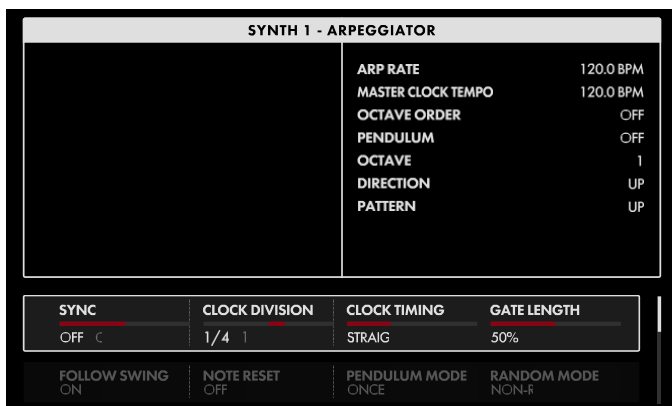 SYNTH 1 - ARPEGGIATOR
ARP RATE 120.0 BPM
MASTER CLOCK TEMPO 120.0 BPM
OCTAVE ORDER OFF
PENDULUM OFF
OCTAVE 1
DIRECTION UP
PATTERN UP
SYNC CLOCK DIVISION CLOCK TIMING GATE LENGTH
OFF C 1/4 1 STRAIG 50%
FOLLOW SWING NOTE RESET PENDULUM MODE RANDOM MODE
ON OFF ONCE NON-R